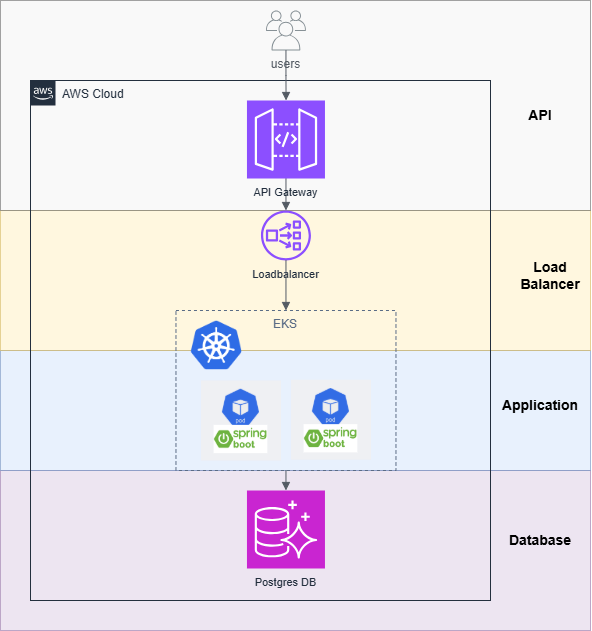 users
aws
AWS Cloud
API
API Gateway
Load
Balancer
Loadbalancer
EKS
pod
spring
boot
pod
spring
boot
Application
Database
Postgres DB